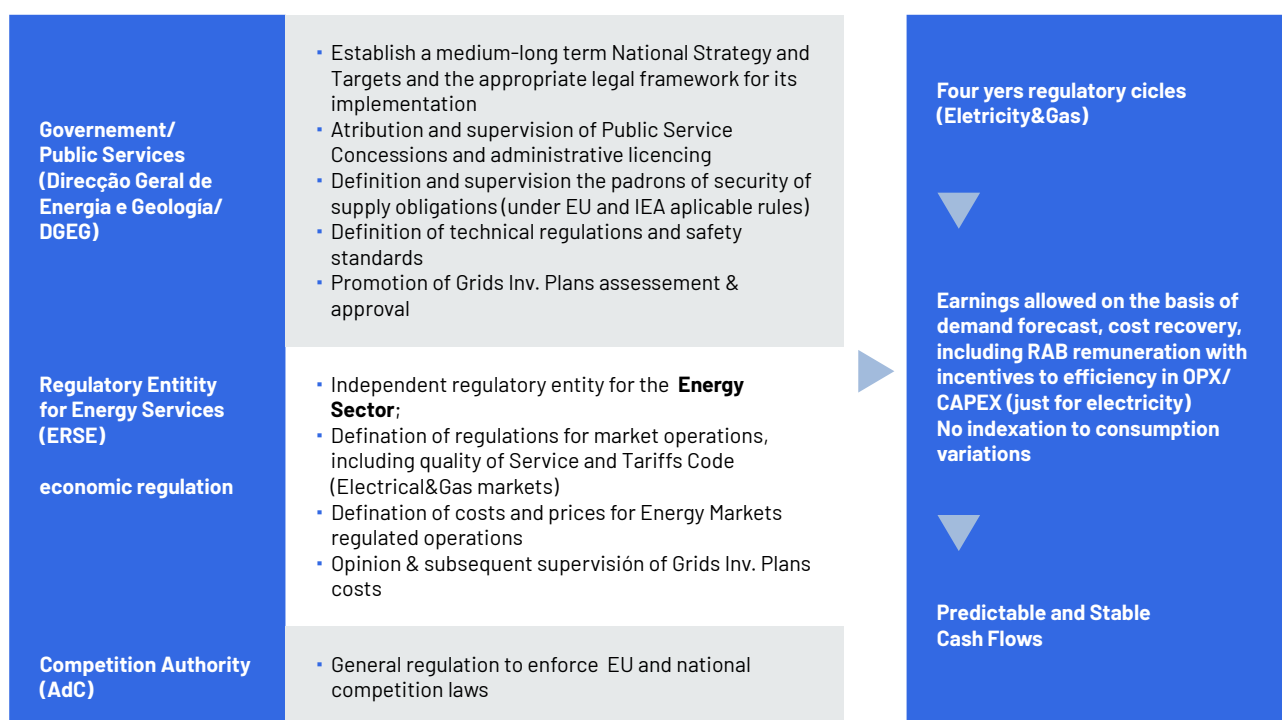 Governement/
Public Services
(Direcção Geral de
Energia e Geología/
DGEG)
▪ Establish a medium-long term National Strategy and
Targets and the appropriate legal framework for its
implementation
▪ Atribution and supervision of Public Service
Concessions and administrative licencing
▪ Definition and supervision the padrons of security of
supply obligations (under EU and IEA aplicable rules)
▪ Definition of technical regulations and safety
standards
▪ Promotion of Grids Inv. Plans assessement &
approval
Regulatory Entitity
for Energy Services
(ERSE)
economic regulation
▪ Independent regulatory entity for the Energy
Sector;
▪ Defination of regulations for market operations,
including quality of Service and Tariffs Code
(Electrical&Gas markets)
▪ Defination of costs and prices for Energy Markets
regulated operations
▪ Opinion & subsequent supervisión of Grids Inv. Plans
costs
Competition Authority
(AdC)
▪ General regulation to enforce EU and national
competition laws
Four yers regulatory cicles
(Eletricity&Gas)
Earnings allowed on the basis of
demand forecast, cost recovery,
including RAB remuneration with
incentives to efficiency in OPX/
CAPEX (just for electricity)
No indexation to consumption
variations
Predictable and Stable
Cash Flows